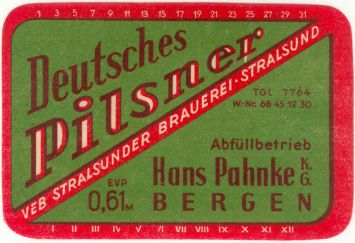 1 3 5 7 9 11 13 15 17 19 21 23 25 27 29 31
Deutsches
Pilsner
VEB STRALSUNDER BRAUEREI · STRALSUND
TGL 7764
W.-Nr. 68 45 12 30
Abfüllbetrieb
Hans Pahnke K.G.
BERGEN
EVP
0,61 M
I II III IV V VI VII VIII IX X XI XII